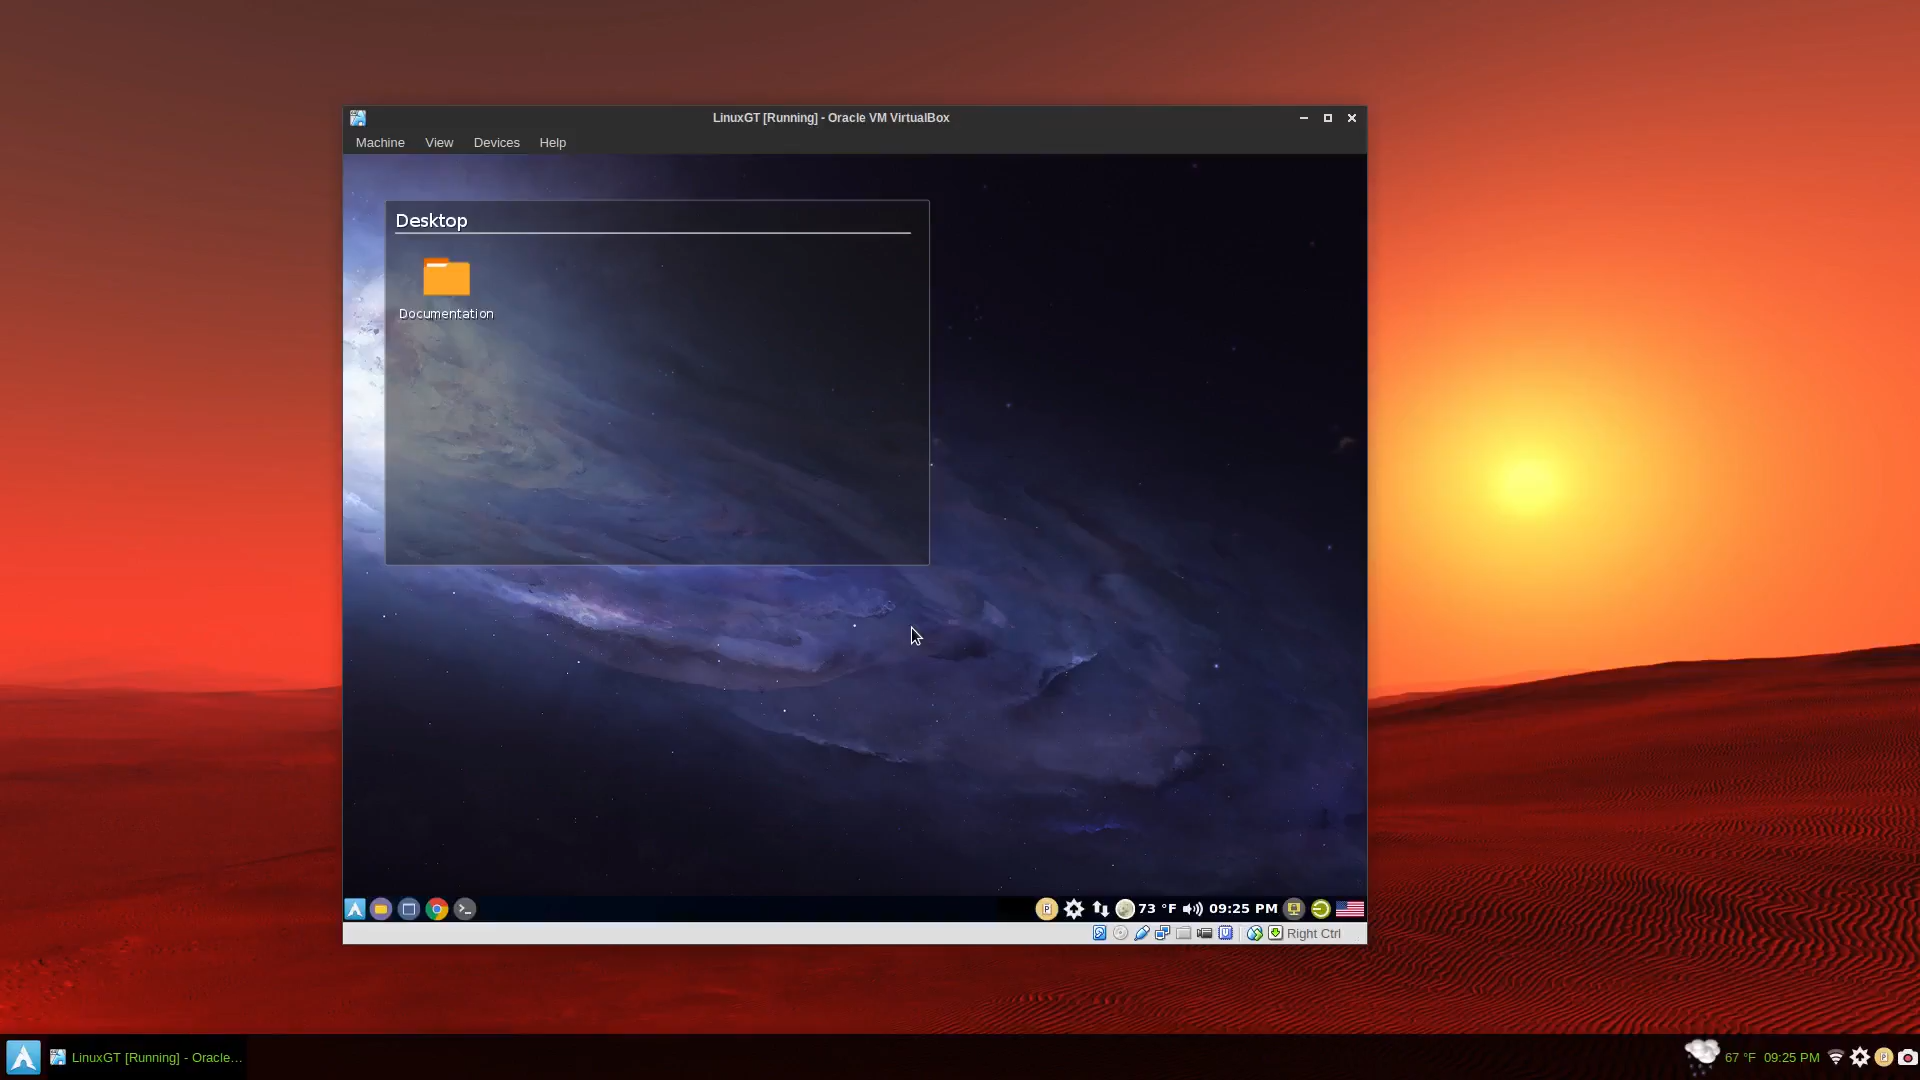 LinuxGT [Running] - Oracle VM VirtualBox
Machine View Devices Help
Desktop
Documentation
73 °F 09:25 PM
Right Ctrl
LinuxGT [Running] - Oracle...
67 °F 09:25 PM